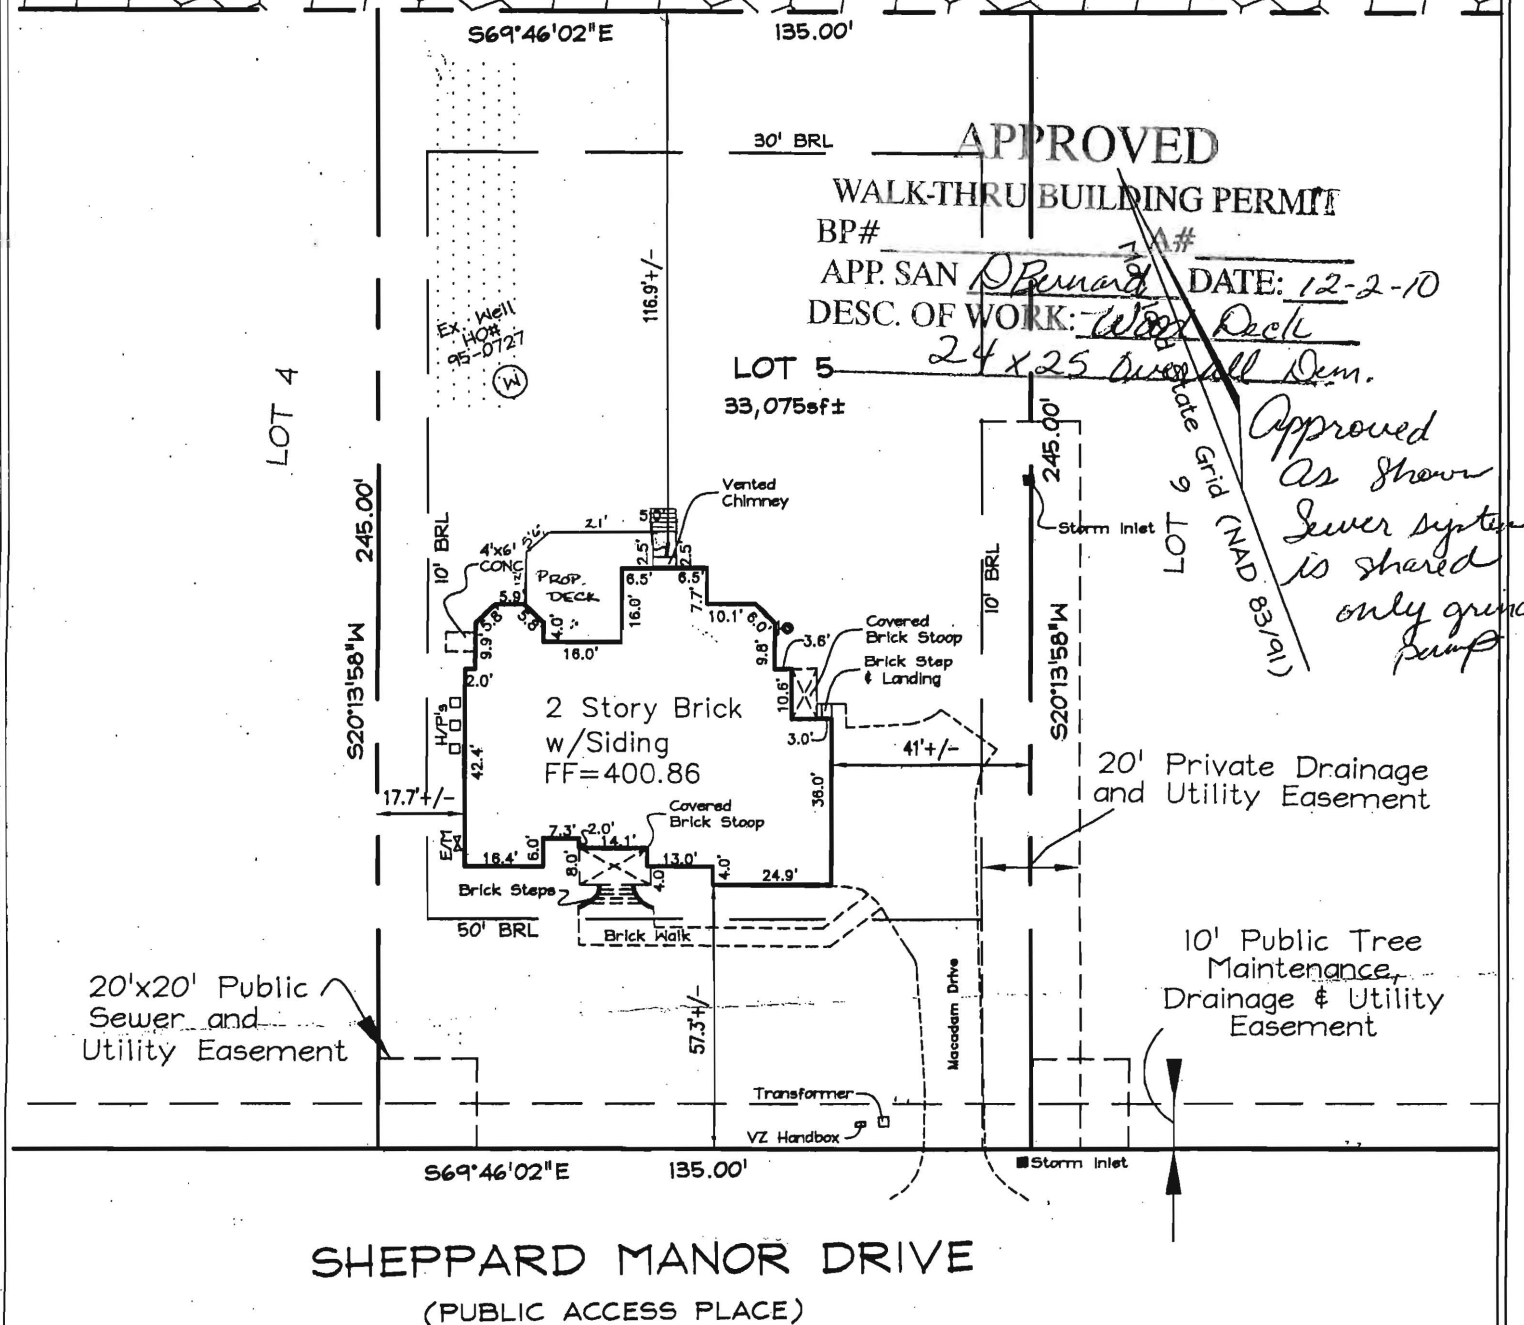 S69°46'02"E 135.00'
30' BRL
APPROVED
WALK-THRU BUILDING PERMIT
BP# A#
APP. SAN D Bernard DATE: 12-2-10
DESC. OF WORK: Wood Deck
24 x 25 Overall Dim.
Approved
as Shown
Sewer system
is shared
only
pump
116.9'+/-
Ex. Well
HO#
95-0727
W
LOT 5
33,075sf±
LOT 4
LOT 9
State Grid (NAD 83/91)
245.00'
S20°13'58"W
245.00'
S20°13'58"W
10' BRL
10' BRL
Storm Inlet
Vented
Chimney
4'x6'
CONC
PROP.
DECK
21'
12'
5.0'
2.5'
2.5'
6.5'
6.5'
7.7'
16.0'
10.1'
6.0'
5.9'
5.8'
5.8'
4.0'
16.0'
9.9'
2.0'
9.8'
3.6'
10.6'
3.0'
Covered
Brick Stoop
Brick Step
& Landing
H/P's
42.4'
2 Story Brick
w/Siding
FF=400.86
41'+/-
36.0'
17.7'+/-
E/M
20' Private Drainage
and Utility Easement
Covered
Brick Stoop
7.3'
2.0'
14.1'
16.4'
6.0'
8.0'
4.0'
13.0'
4.0'
24.9'
Brick Steps
50' BRL
Brick Walk
57.3'+/-
Macadam Drive
20'x20' Public
Sewer and
Utility Easement
10' Public Tree
Maintenance,
Drainage & Utility
Easement
Transformer
VZ Handbox
Storm Inlet
S69°46'02"E 135.00'
SHEPPARD MANOR DRIVE
(PUBLIC ACCESS PLACE)